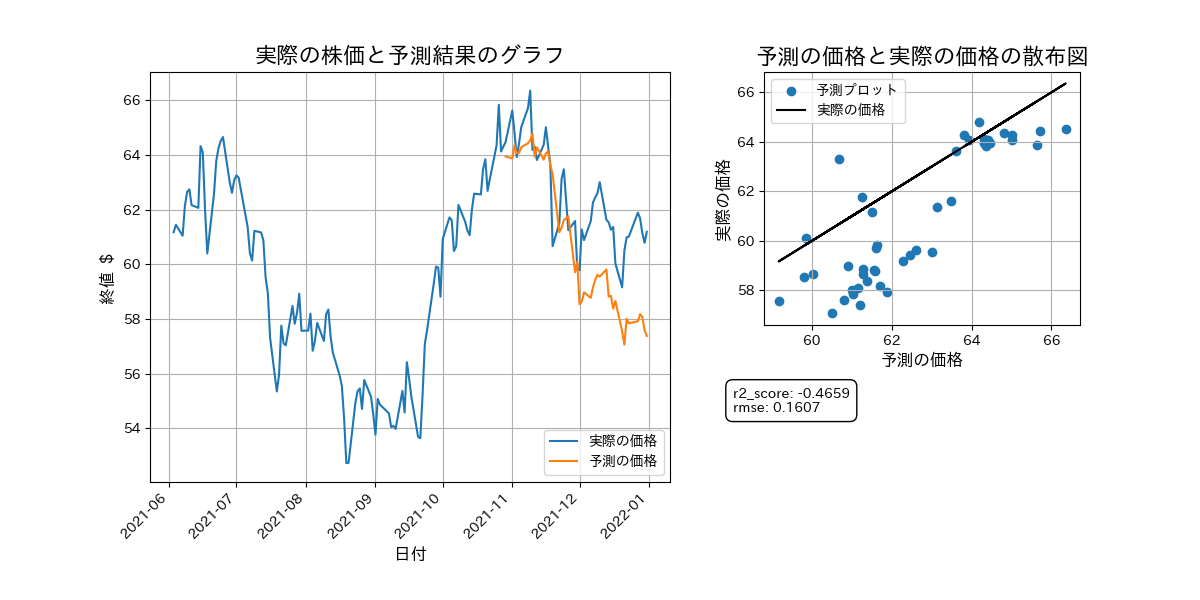 実際の株価と予測結果のグラフ
終値 $
66
64
62
60
58
56
54
2021-06
2021-07
2021-08
2021-09
2021-10
2021-11
2021-12
2022-01
日付
実際の価格
予測の価格
予測の価格と実際の価格の散布図
実際の価格
66
64
62
60
58
60
62
64
66
予測の価格
予測プロット
実際の価格
r2_score: -0.4659
rmse: 0.1607